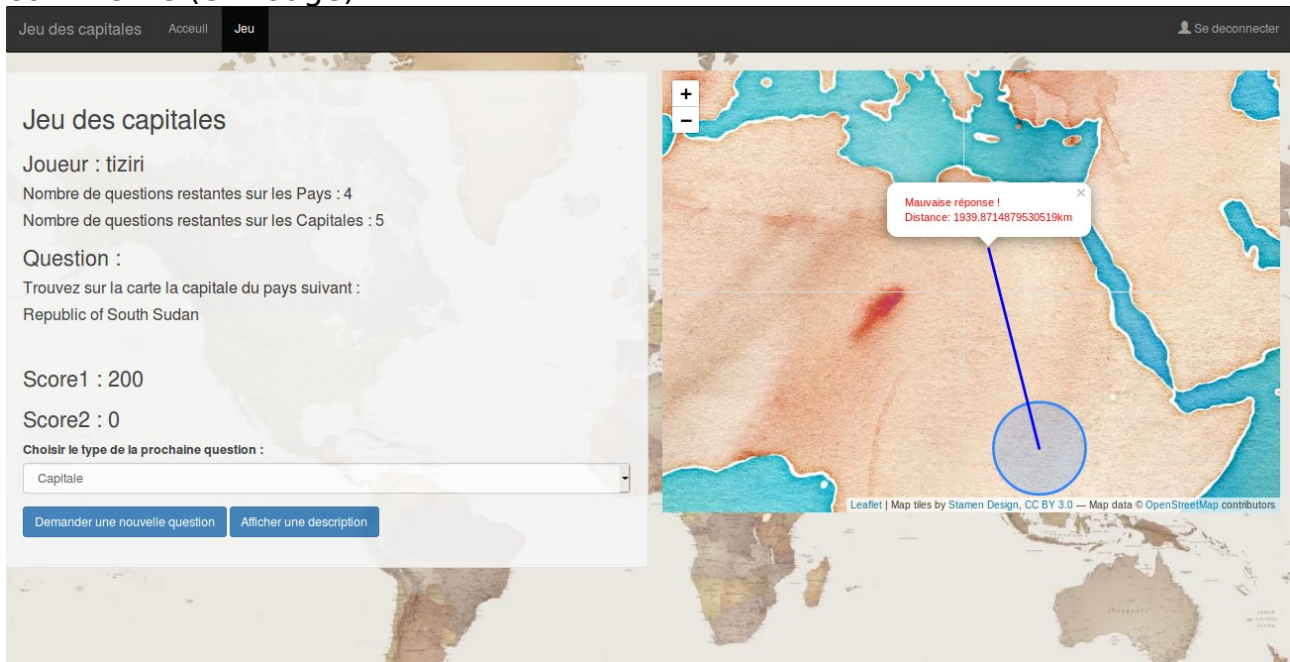 Jeu des capitales Acceuil Jeu Se deconnecter
Jeu des capitales
Joueur : tiziri
Nombre de questions restantes sur les Pays : 4
Nombre de questions restantes sur les Capitales : 5
Question :
Trouvez sur la carte la capitale du pays suivant :
Republic of South Sudan
Score1 : 200
Score2 : 0
Choisir le type de la prochaine question :
Capitale
Demander une nouvelle question Afficher une description
+
−
×
Mauvaise réponse !
Distance: 1939.8714879530519km
Leaflet | Map tiles by Stamen Design, CC BY 3.0 — Map data © OpenStreetMap contributors